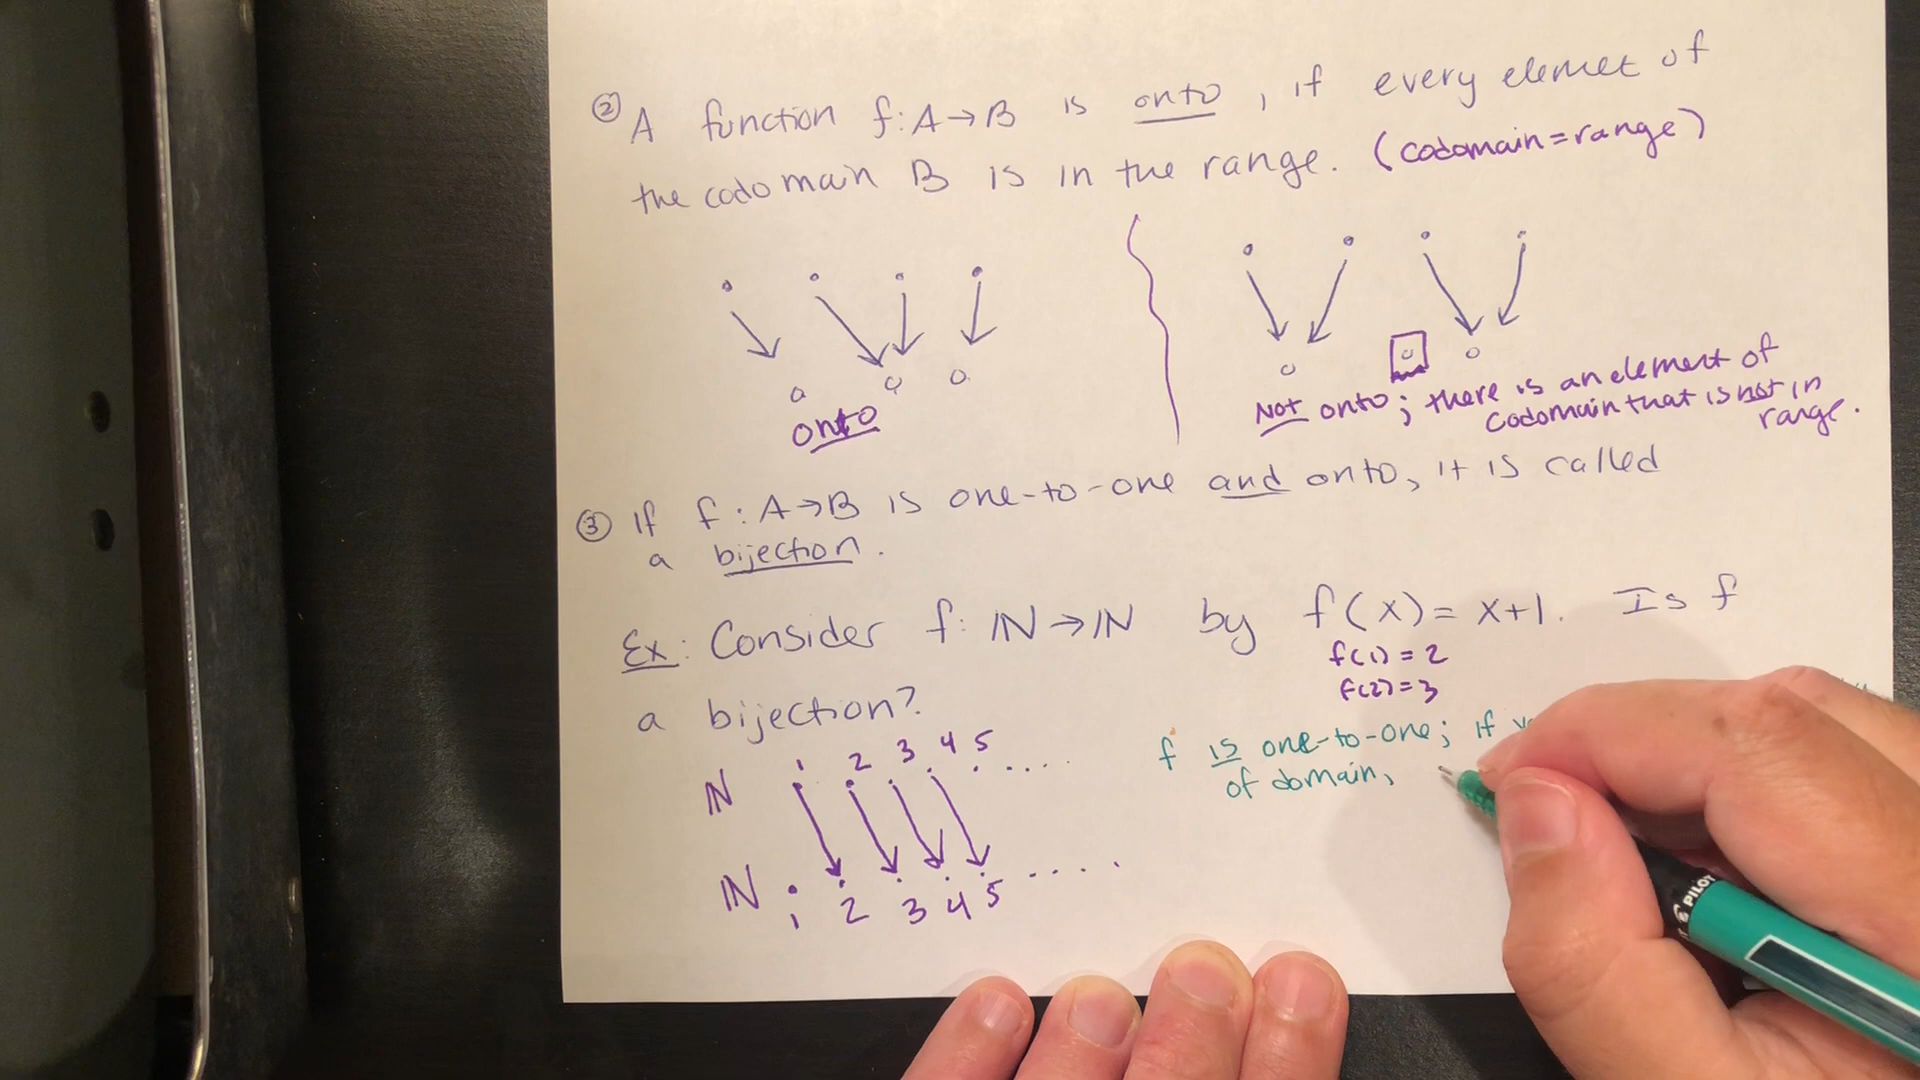 ② A function f: A→B is onto, if every elemet of
the codomain B is in the range. (codomain=range)
onto
Not onto; there is an element of
codomain that is not in
range.
③ If f: A→B is one-to-one and onto, it is called
a bijection.
Ex: Consider f: ℕ→ℕ by f(x)= x+1. Is f
f(1) = 2
f(2)=3
a bijection?
1 2 3 4 5 ....
ℕ
f is one-to-one; if
of domain,
ℕ
1 2 3 4 5 ....
PILOT